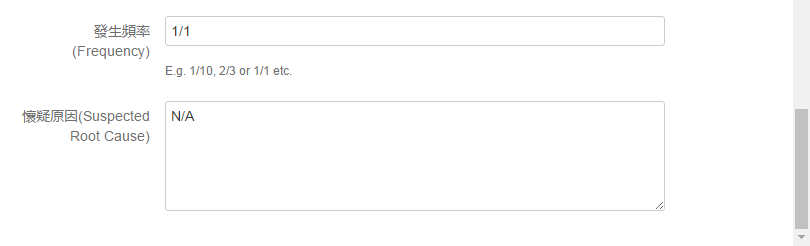 發生頻率
(Frequency)
1/1
E.g. 1/10, 2/3 or 1/1 etc.
懷疑原因(Suspected
Root Cause)
N/A